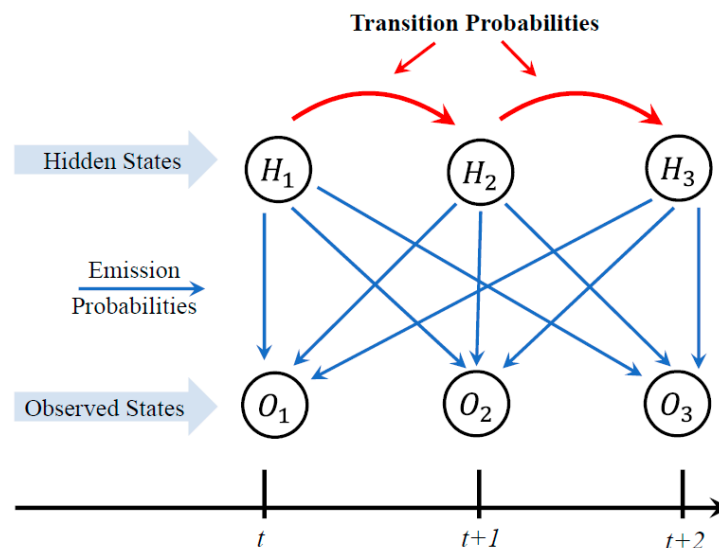 Transition Probabilities
Hidden States
H₁
H₂
H₃
Emission
Probabilities
Observed States
O₁
O₂
O₃
t
t+1
t+2